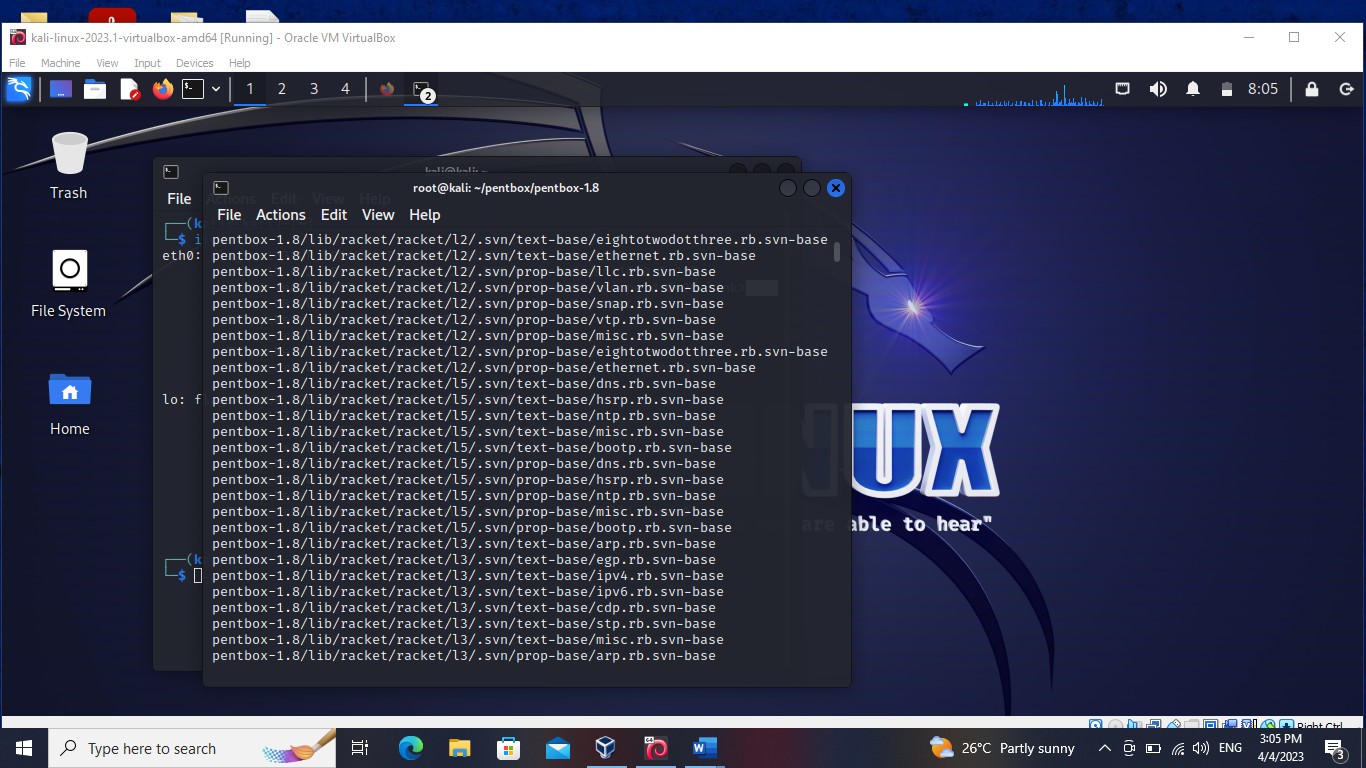 kali-linux-2023.1-virtualbox-amd64 [Running] - Oracle VM VirtualBox
File Machine View Input Devices Help
1 2 3 4 2 8:05
Trash
File System
Home
kali@kali: ~
File Actions Edit View Help
(k
$ i
eth0:
lo: f
(k
$
root@kali: ~/pentbox/pentbox-1.8
File Actions Edit View Help
pentbox-1.8/lib/racket/racket/l2/.svn/text-base/eightotwodotthree.rb.svn-base
pentbox-1.8/lib/racket/racket/l2/.svn/text-base/ethernet.rb.svn-base
pentbox-1.8/lib/racket/racket/l2/.svn/prop-base/llc.rb.svn-base
pentbox-1.8/lib/racket/racket/l2/.svn/prop-base/vlan.rb.svn-base
pentbox-1.8/lib/racket/racket/l2/.svn/prop-base/snap.rb.svn-base
pentbox-1.8/lib/racket/racket/l2/.svn/prop-base/vtp.rb.svn-base
pentbox-1.8/lib/racket/racket/l2/.svn/prop-base/misc.rb.svn-base
pentbox-1.8/lib/racket/racket/l2/.svn/prop-base/eightotwodotthree.rb.svn-base
pentbox-1.8/lib/racket/racket/l2/.svn/prop-base/ethernet.rb.svn-base
pentbox-1.8/lib/racket/racket/l5/.svn/text-base/dns.rb.svn-base
pentbox-1.8/lib/racket/racket/l5/.svn/text-base/hsrp.rb.svn-base
pentbox-1.8/lib/racket/racket/l5/.svn/text-base/ntp.rb.svn-base
pentbox-1.8/lib/racket/racket/l5/.svn/text-base/misc.rb.svn-base
pentbox-1.8/lib/racket/racket/l5/.svn/text-base/bootp.rb.svn-base
pentbox-1.8/lib/racket/racket/l5/.svn/prop-base/dns.rb.svn-base
pentbox-1.8/lib/racket/racket/l5/.svn/prop-base/hsrp.rb.svn-base
pentbox-1.8/lib/racket/racket/l5/.svn/prop-base/ntp.rb.svn-base
pentbox-1.8/lib/racket/racket/l5/.svn/prop-base/misc.rb.svn-base
pentbox-1.8/lib/racket/racket/l5/.svn/prop-base/bootp.rb.svn-base
pentbox-1.8/lib/racket/racket/l3/.svn/text-base/arp.rb.svn-base
pentbox-1.8/lib/racket/racket/l3/.svn/text-base/egp.rb.svn-base
pentbox-1.8/lib/racket/racket/l3/.svn/text-base/ipv4.rb.svn-base
pentbox-1.8/lib/racket/racket/l3/.svn/text-base/ipv6.rb.svn-base
pentbox-1.8/lib/racket/racket/l3/.svn/text-base/cdp.rb.svn-base
pentbox-1.8/lib/racket/racket/l3/.svn/text-base/stp.rb.svn-base
pentbox-1.8/lib/racket/racket/l3/.svn/text-base/misc.rb.svn-base
pentbox-1.8/lib/racket/racket/l3/.svn/prop-base/arp.rb.svn-base
NUX
are able to hear"
Right Ctrl
Type here to search
26°C Partly sunny
ENG
3:05 PM
4/4/2023
3